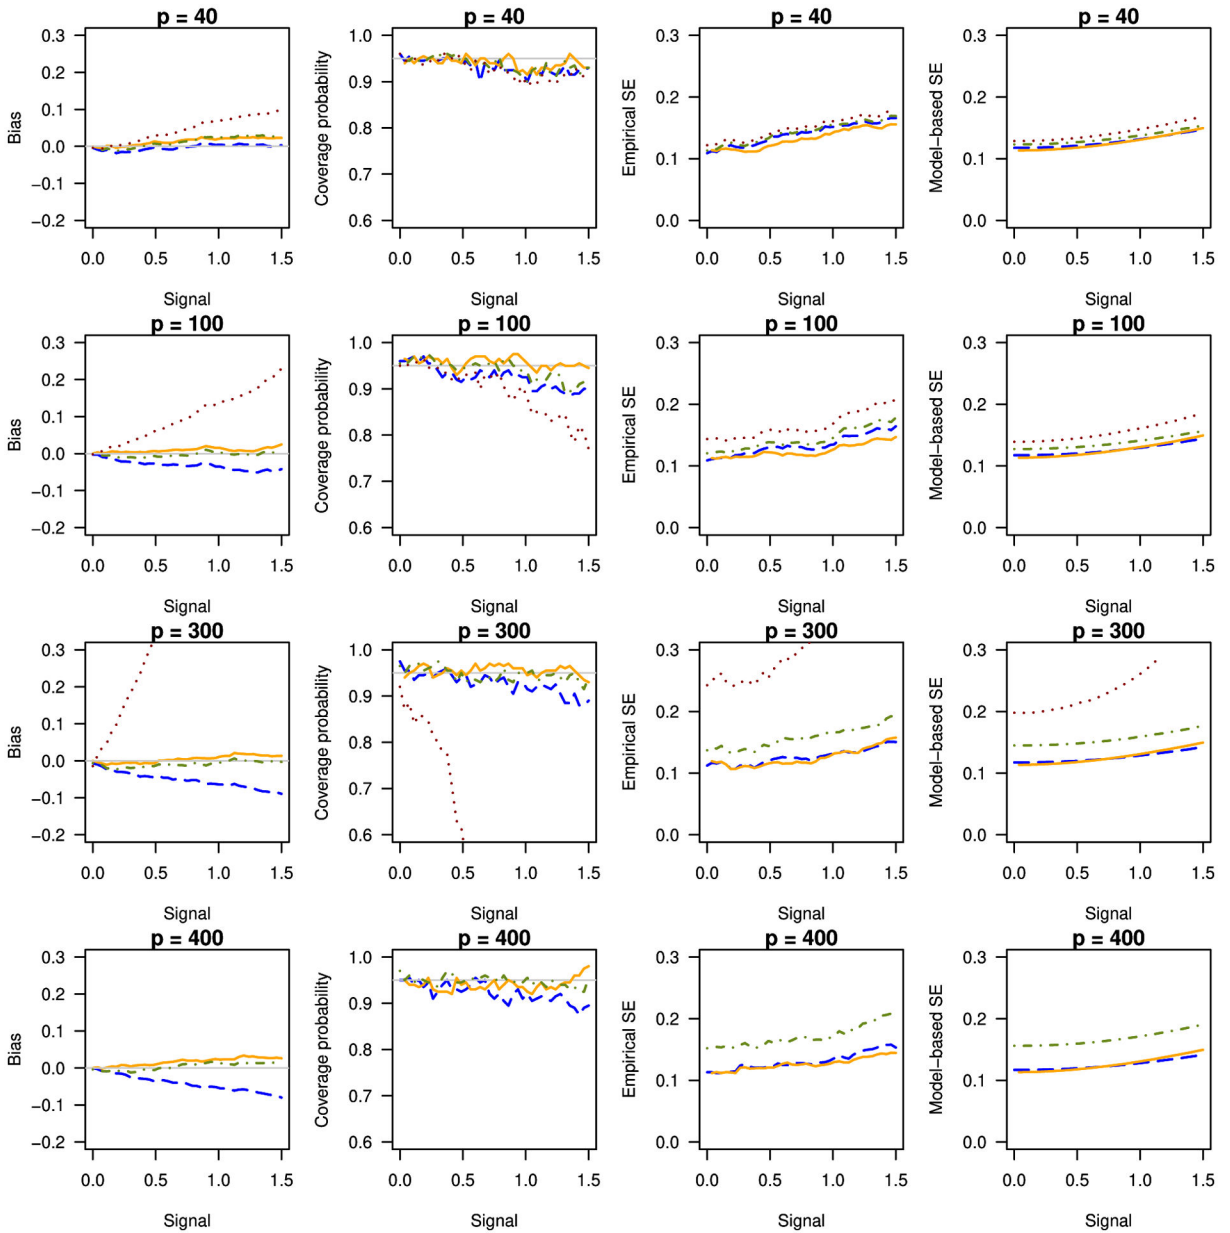 p = 40 p = 40 p = 40 p = 40
Bias
0.3
0.2
0.1
0.0
−0.1
−0.2
0.0 0.5 1.0 1.5
Signal
Coverage probability
1.0
0.9
0.8
0.7
0.6
0.0 0.5 1.0 1.5
Signal
Empirical SE
0.3
0.2
0.1
0.0
0.0 0.5 1.0 1.5
Signal
Model−based SE
0.3
0.2
0.1
0.0
0.0 0.5 1.0 1.5
Signal
p = 100 p = 100 p = 100 p = 100
Bias
0.3
0.2
0.1
0.0
−0.1
−0.2
0.0 0.5 1.0 1.5
Signal
Coverage probability
1.0
0.9
0.8
0.7
0.6
0.0 0.5 1.0 1.5
Signal
Empirical SE
0.3
0.2
0.1
0.0
0.0 0.5 1.0 1.5
Signal
Model−based SE
0.3
0.2
0.1
0.0
0.0 0.5 1.0 1.5
Signal
p = 300 p = 300 p = 300 p = 300
Bias
0.3
0.2
0.1
0.0
−0.1
−0.2
0.0 0.5 1.0 1.5
Signal
Coverage probability
1.0
0.9
0.8
0.7
0.6
0.0 0.5 1.0 1.5
Signal
Empirical SE
0.3
0.2
0.1
0.0
0.0 0.5 1.0 1.5
Signal
Model−based SE
0.3
0.2
0.1
0.0
0.0 0.5 1.0 1.5
Signal
p = 400 p = 400 p = 400 p = 400
Bias
0.3
0.2
0.1
0.0
−0.1
−0.2
0.0 0.5 1.0 1.5
Signal
Coverage probability
1.0
0.9
0.8
0.7
0.6
0.0 0.5 1.0 1.5
Signal
Empirical SE
0.3
0.2
0.1
0.0
0.0 0.5 1.0 1.5
Signal
Model−based SE
0.3
0.2
0.1
0.0
0.0 0.5 1.0 1.5
Signal